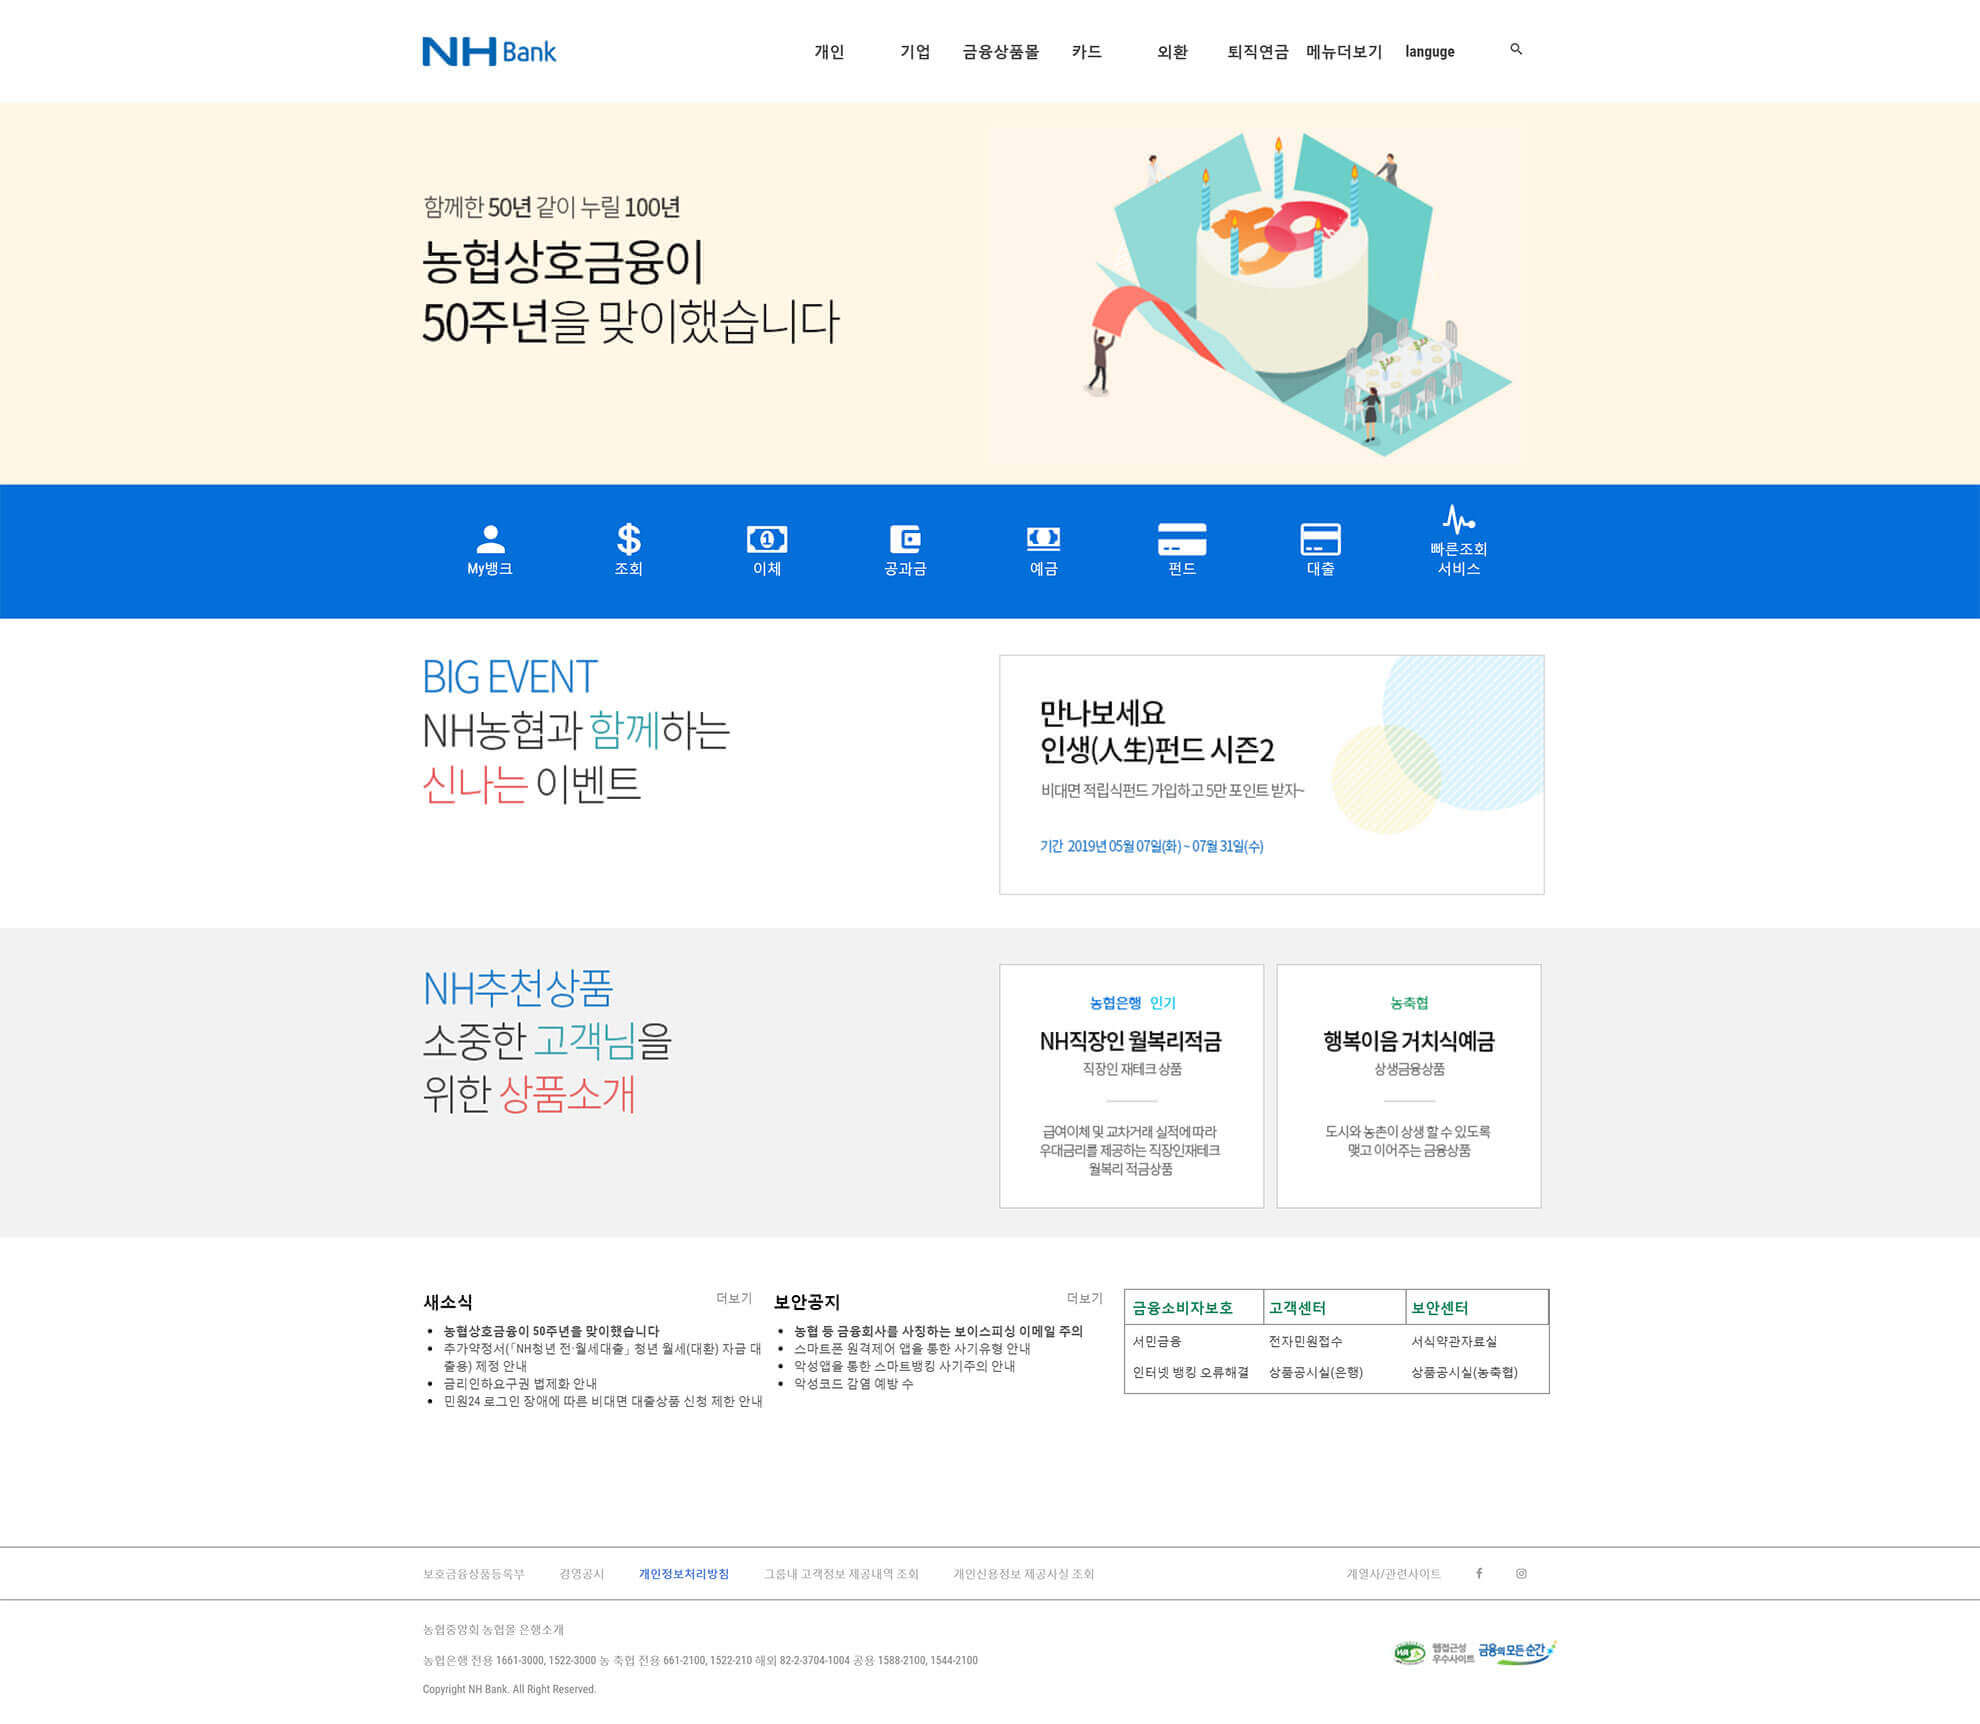 NH Bank
개인 기업 금융상품몰 카드 외환 퇴직연금 메뉴더보기 languge
함께한 50년 같이 누릴 100년
농협상호금융이
50주년을 맞이했습니다
50
My뱅크 조회 이체 공과금 예금 펀드 대출 빠른조회
서비스
BIG EVENT
NH농협과 함께하는
신나는 이벤트
만나보세요
인생(人生)펀드 시즌2
비대면 적립식펀드 가입하고 5만 포인트 받자~
기간 2019년 05월 07일(화) ~ 07월 31일(수)
NH추천상품
소중한 고객님을
위한 상품소개
농협은행 인기
NH직장인 월복리적금
직장인 재테크 상품
급여이체 및 교차거래 실적에 따라
우대금리를 제공하는 직장인재테크
월복리 적금상품
농축협
행복이음 거치식예금
상생금융상품
도시와 농촌이 상생 할 수 있도록
맺고 이어주는 금융상품
새소식 더보기
농협상호금융이 50주년을 맞이했습니다
추가약정서(「NH청년 전·월세대출」 청년 월세(대환) 자금 대
출용) 제정 안내
금리인하요구권 법제화 안내
민원24 로그인 장애에 따른 비대면 대출상품 신청 제한 안내
보안공지 더보기
농협 등 금융회사를 사칭하는 보이스피싱 이메일 주의
스마트폰 원격제어 앱을 통한 사기유형 안내
악성앱을 통한 스마트뱅킹 사기주의 안내
악성코드 감염 예방 수
금융소비자보호 고객센터 보안센터
서민금융 전자민원접수 서식약관자료실
인터넷 뱅킹 오류해결 상품공시실(은행) 상품공시실(농축협)
보호금융상품등록부 경영공시 개인정보처리방침 그룹내 고객정보 제공내역 조회 개인신용정보 제공사실 조회 계열사/관련사이트
농협중앙회 농협몰 은행소개
농협은행 전용 1661-3000, 1522-3000 농 축협 전용 661-2100, 1522-210 해외 82-2-3704-1004 공용 1588-2100, 1544-2100
Copyright NH Bank. All Right Reserved.
WA 웹접근성
우수사이트
금융의 모든 순간